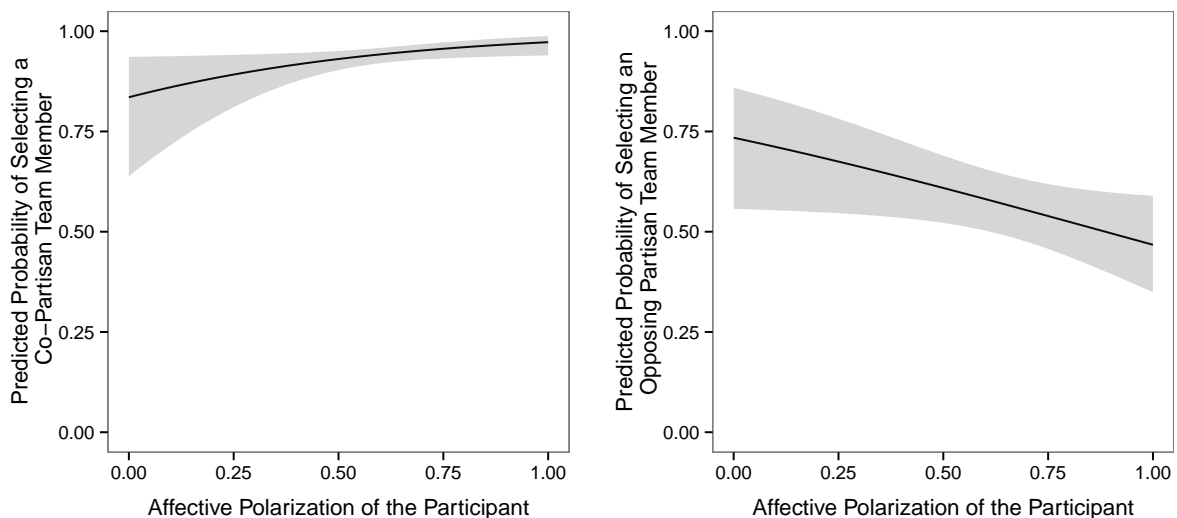 Predicted Probability of Selecting a
Co−Partisan Team Member
1.00
0.75
0.50
0.25
0.00
0.00 0.25 0.50 0.75 1.00
Affective Polarization of the Participant
Predicted Probability of Selecting an
Opposing Partisan Team Member
1.00
0.75
0.50
0.25
0.00
0.00 0.25 0.50 0.75 1.00
Affective Polarization of the Participant